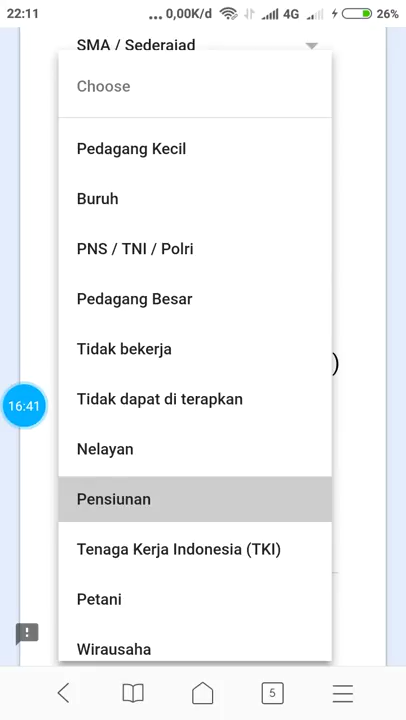 22:11
... 0,00K/d 4G 26%
SMA / Sederajad
Choose
Pedagang Kecil
Buruh
PNS / TNI / Polri
Pedagang Besar
Tidak bekerja
)
Tidak dapat di terapkan
16:41
Nelayan
Pensiunan
Tenaga Kerja Indonesia (TKI)
Petani
Wirausaha
5